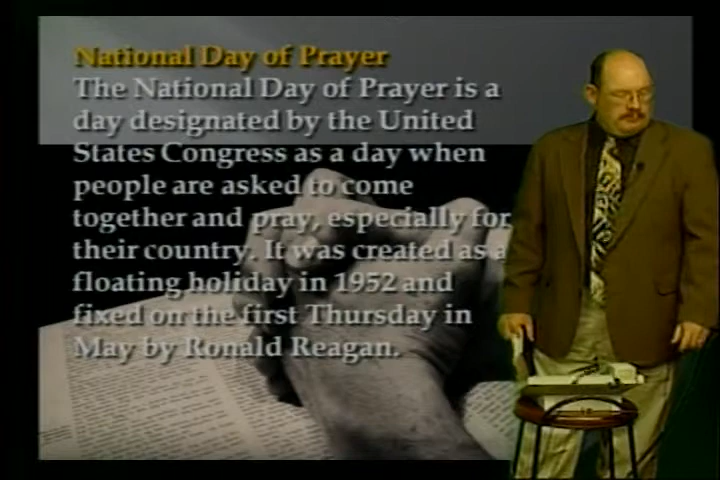 National Day of Prayer
The National Day of Prayer is a
day designated by the United
States Congress as a day when
people are asked to come
together and pray, especially for
their country. It was created as a
floating holiday in 1952 and
fixed on the first Thursday in
May by Ronald Reagan.